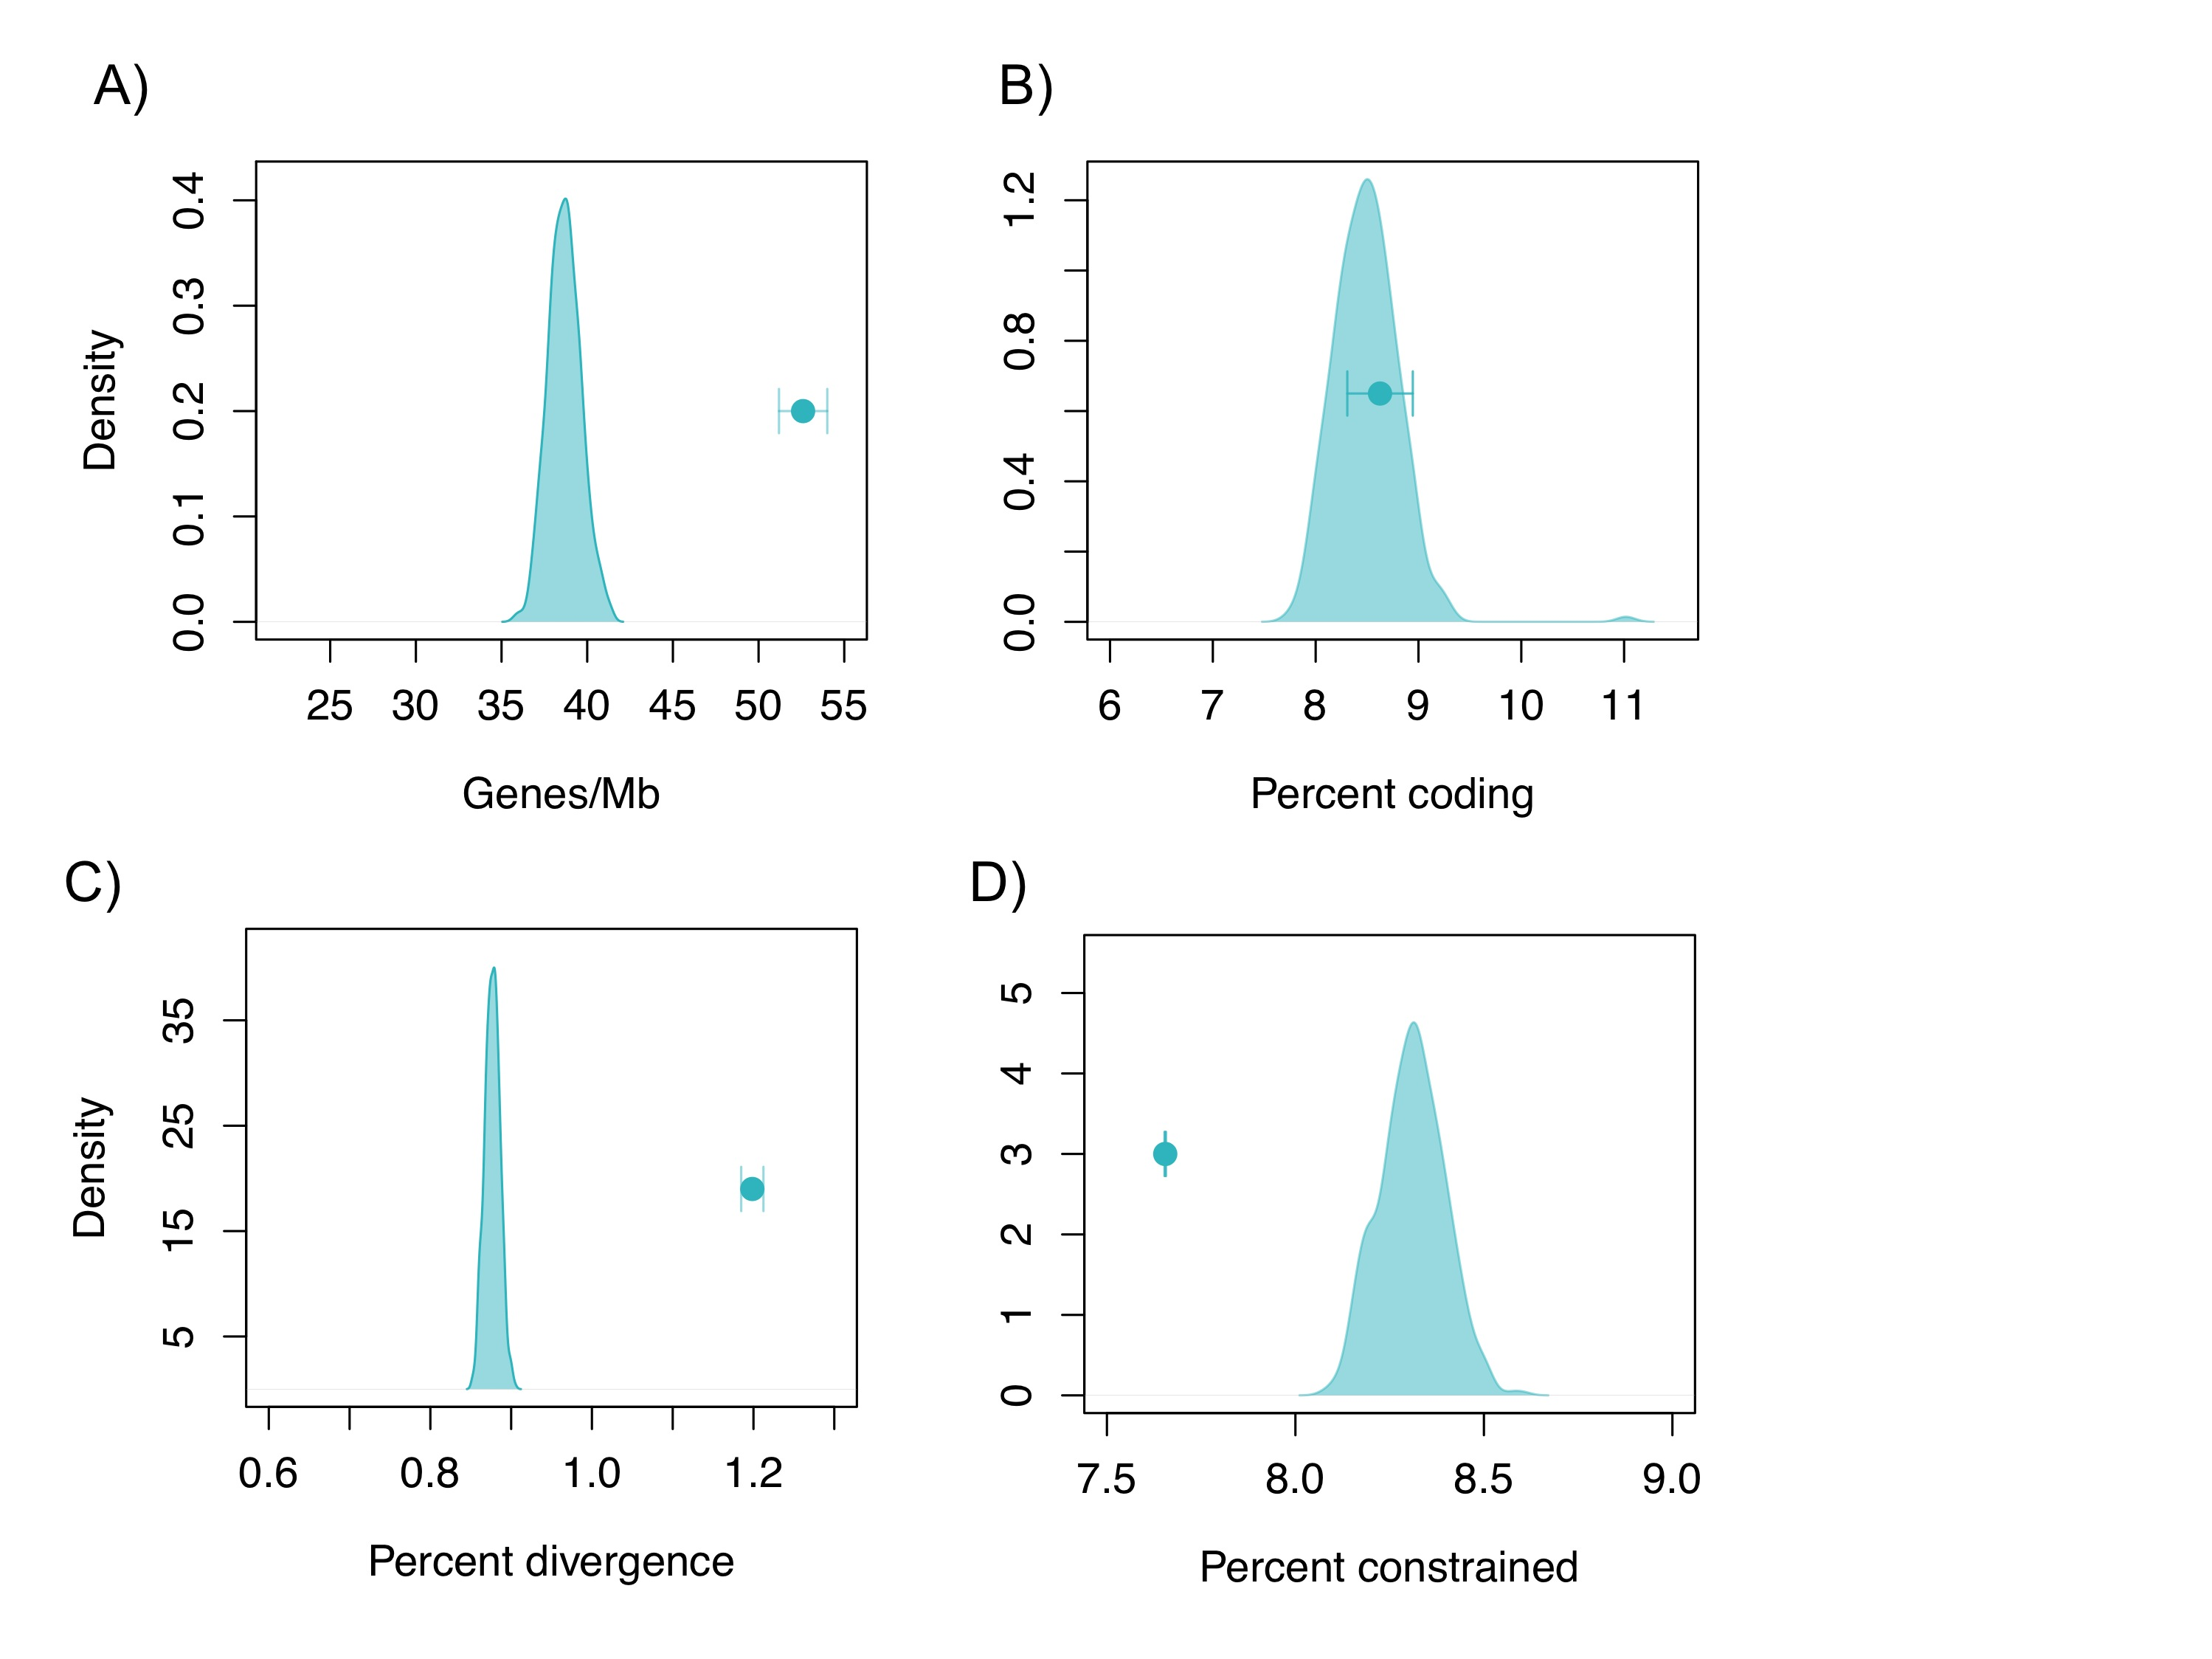 A)
B)
Density
0.0 0.1 0.2 0.3 0.4
25 30 35 40 45 50 55
Genes/Mb
0.0 0.4 0.8 1.2
6 7 8 9 10 11
Percent coding
C)
D)
Density
5 15 25 35
0.6 0.8 1.0 1.2
Percent divergence
0 1 2 3 4 5
7.5 8.0 8.5 9.0
Percent constrained